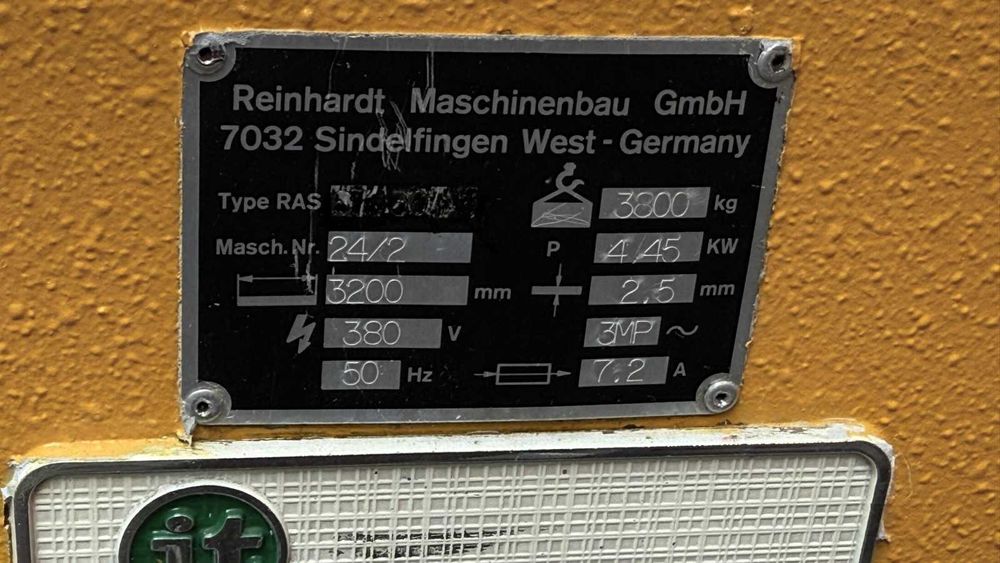 Reinhardt Maschinenbau GmbH
7032 Sindelfingen West-Germany
Type RAS
3800 kg
Masch. Nr. 24/2
P 4/45 KW
3200 mm
2.5 mm
380 V
3MP ~
50 Hz
7.2 A
it